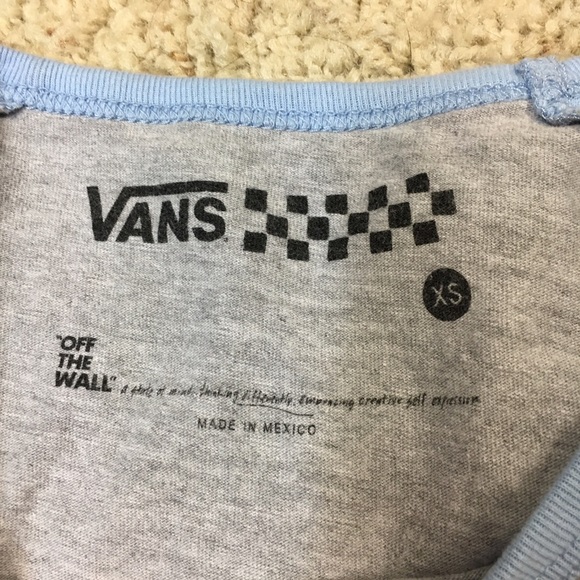 VANS
XS
"OFF
THE
WALL" a state of mind. thinking differently. embracing creative self expression
MADE IN MEXICO